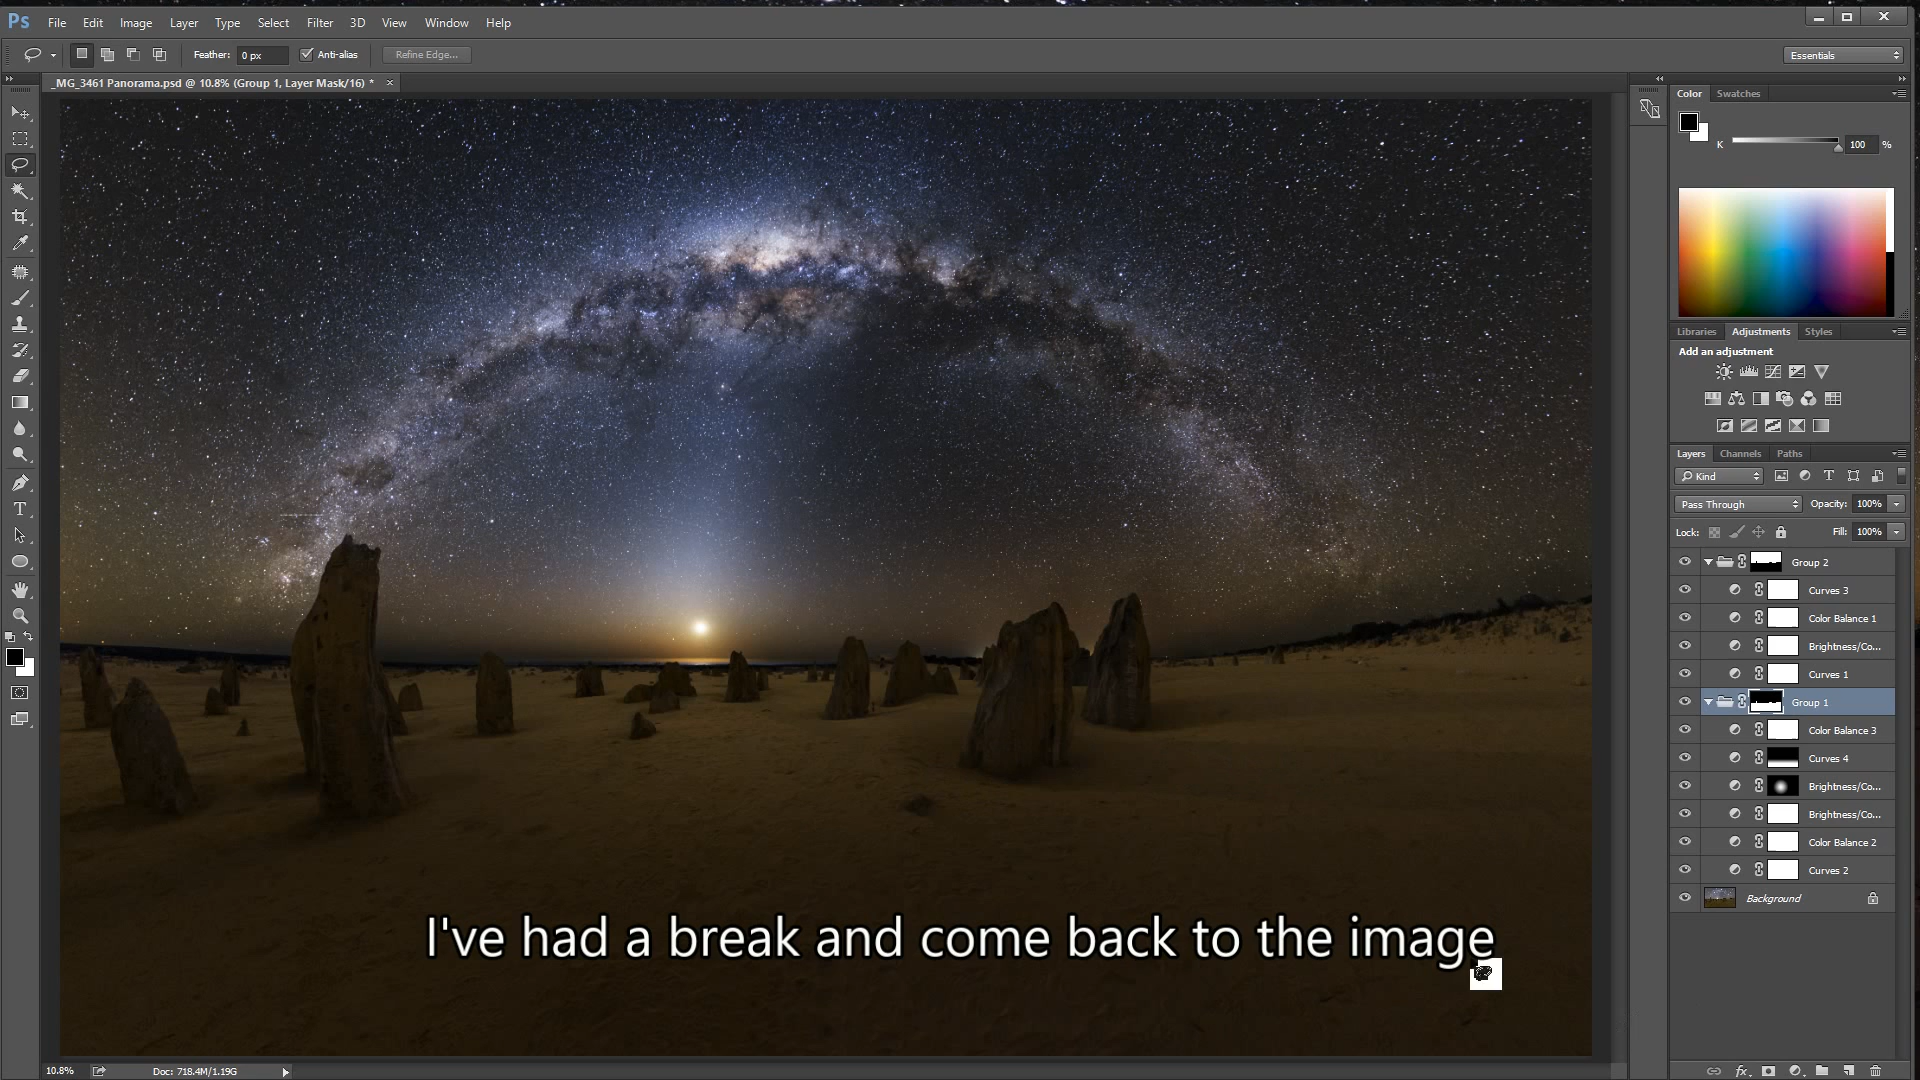 Ps File Edit Image Layer Type Select Filter 3D View Window Help
Feather: 0 px Anti-alias Refine Edge... Essentials
_MG_3461 Panorama.psd @ 10.8% (Group 1, Layer Mask/16) *
Color Swatches
K 100 %
Libraries Adjustments Styles
Add an adjustment
Layers Channels Paths
Kind
Pass Through Opacity: 100%
Lock: Fill: 100%
Group 2
Curves 3
Color Balance 1
Brightness/Co...
Curves 1
Group 1
Color Balance 3
Curves 4
Brightness/Co...
Brightness/Co...
Color Balance 2
Curves 2
Background
I've had a break and come back to the image
10.8% Doc: 718.4M/1.19G